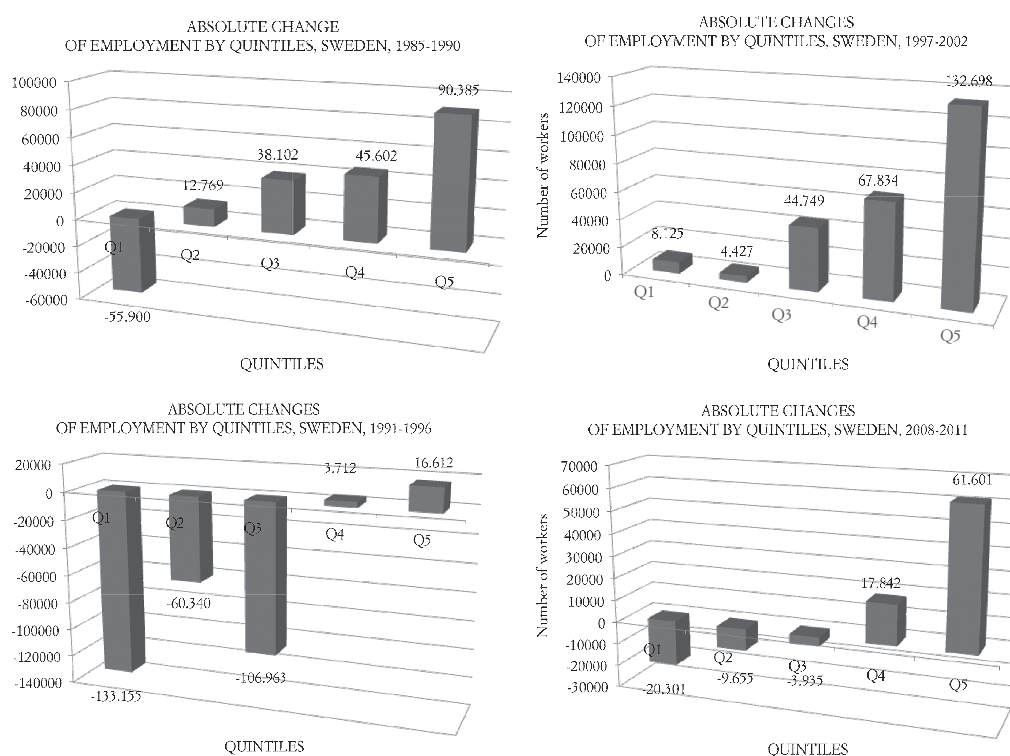 ABSOLUTE CHANGE
OF EMPLOYMENT BY QUINTILES, SWEDEN, 1985-1990
100000
80000
60000
40000
20000
0
-20000
-40000
-60000
90.385
38.102
45.602
12.769
Q1
Q2
Q3
Q4
Q5
-55.900
QUINTILES
ABSOLUTE CHANGES
OF EMPLOYMENT BY QUINTILES, SWEDEN, 1997-2002
Number of workers
140000
120000
100000
80000
60000
40000
20000
0
132.698
67.834
44.749
8.125
4.427
Q1
Q2
Q3
Q4
Q5
QUINTILES
ABSOLUTE CHANGES
OF EMPLOYMENT BY QUINTILES, SWEDEN, 1991-1996
20000
0
-20000
-40000
-60000
-80000
-100000
-120000
-140000
3.712
16.612
Q1
Q2
Q3
Q4
Q5
-60.340
-106.963
-133.155
QUINTILES
ABSOLUTE CHANGES
OF EMPLOYMENT BY QUINTILES, SWEDEN, 2008-2011
Number of workers
70000
60000
50000
40000
30000
20000
10000
0
-10000
-20000
-30000
61.601
17.842
Q1
Q2
Q3
Q4
Q5
-20.301
-9.655
-3.935
QUINTILES